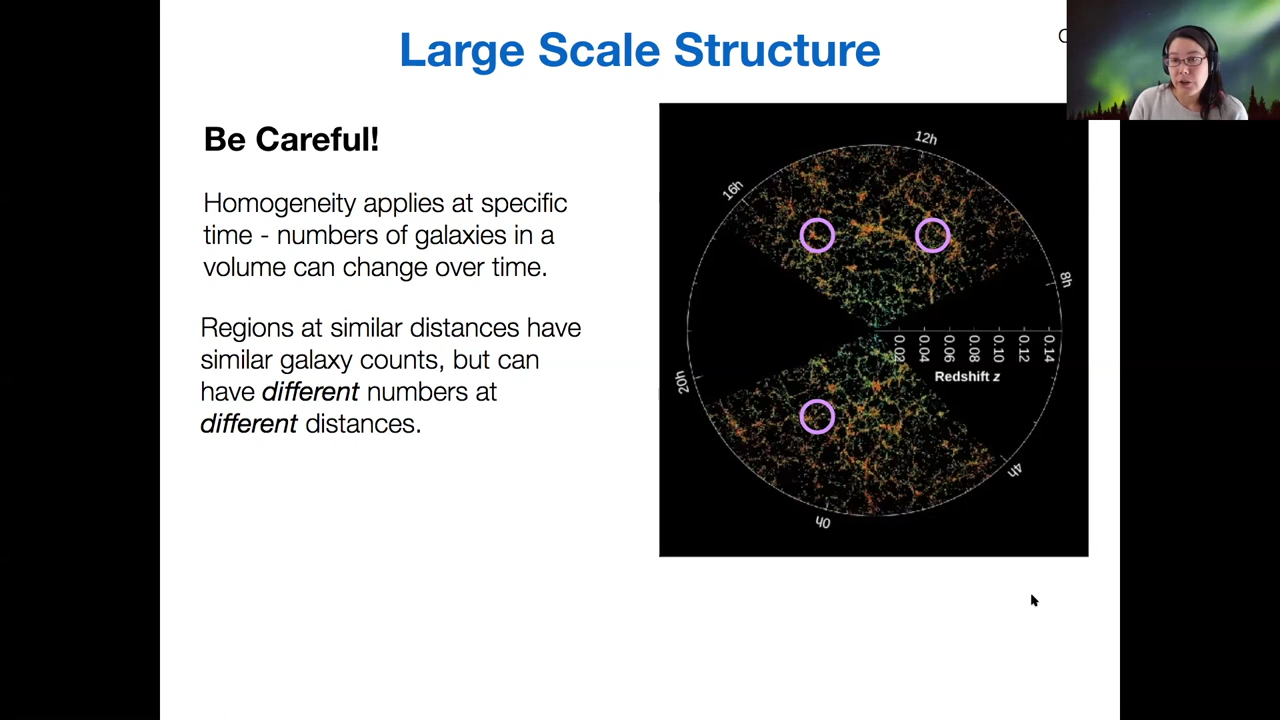 Large Scale Structure
Be Careful!
Homogeneity applies at specific
time - numbers of galaxies in a
volume can change over time.
Regions at similar distances have
similar galaxy counts, but can
have different numbers at
different distances.
12h
16h
8h
20h
4h
0h
0.02
0.04
0.06
0.08
0.10
0.12
0.14
Redshift z